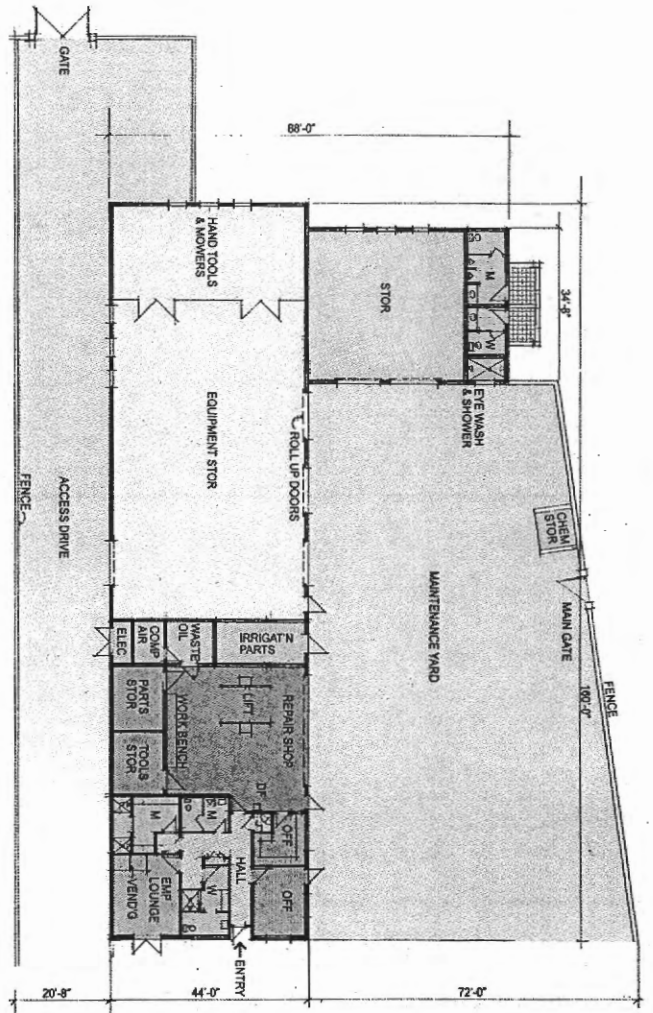 GATE
88'-0"
HAND TOOLS
& MOWERS
STOR
M
W
34'-8"
EYE WASH
& SHOWER
EQUIPMENT STOR
ROLL UP DOORS
ACCESS DRIVE
FENCE
CHEM
STOR
MAINTENANCE YARD
MAIN GATE
FENCE
160'-0"
ELEC
COMP
AIR
WASTE
OIL
IRRIGAT'N
PARTS
PARTS
STOR
TOOLS
STOR
WORK BENCH
LIFT
REPAIR SHOP
DF
M
M
OFF
HALL
OFF
W
EMP
LOUNGE
VEND'G
ENTRY
20'-8"
44'-0"
72'-0"